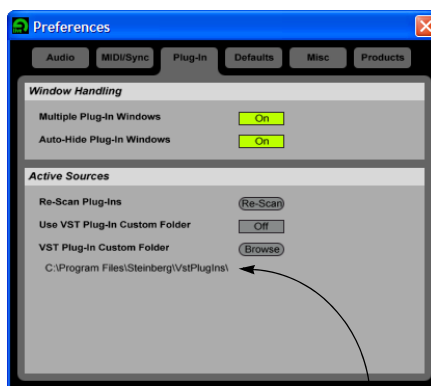 Preferences
Audio MIDI/Sync Plug-In Defaults Misc Products
Window Handling
Multiple Plug-In Windows On
Auto-Hide Plug-In Windows On
Active Sources
Re-Scan Plug-Ins Re-Scan
Use VST Plug-In Custom Folder Off
VST Plug-In Custom Folder Browse
C:\Program Files\Steinberg\VstPlugIns\